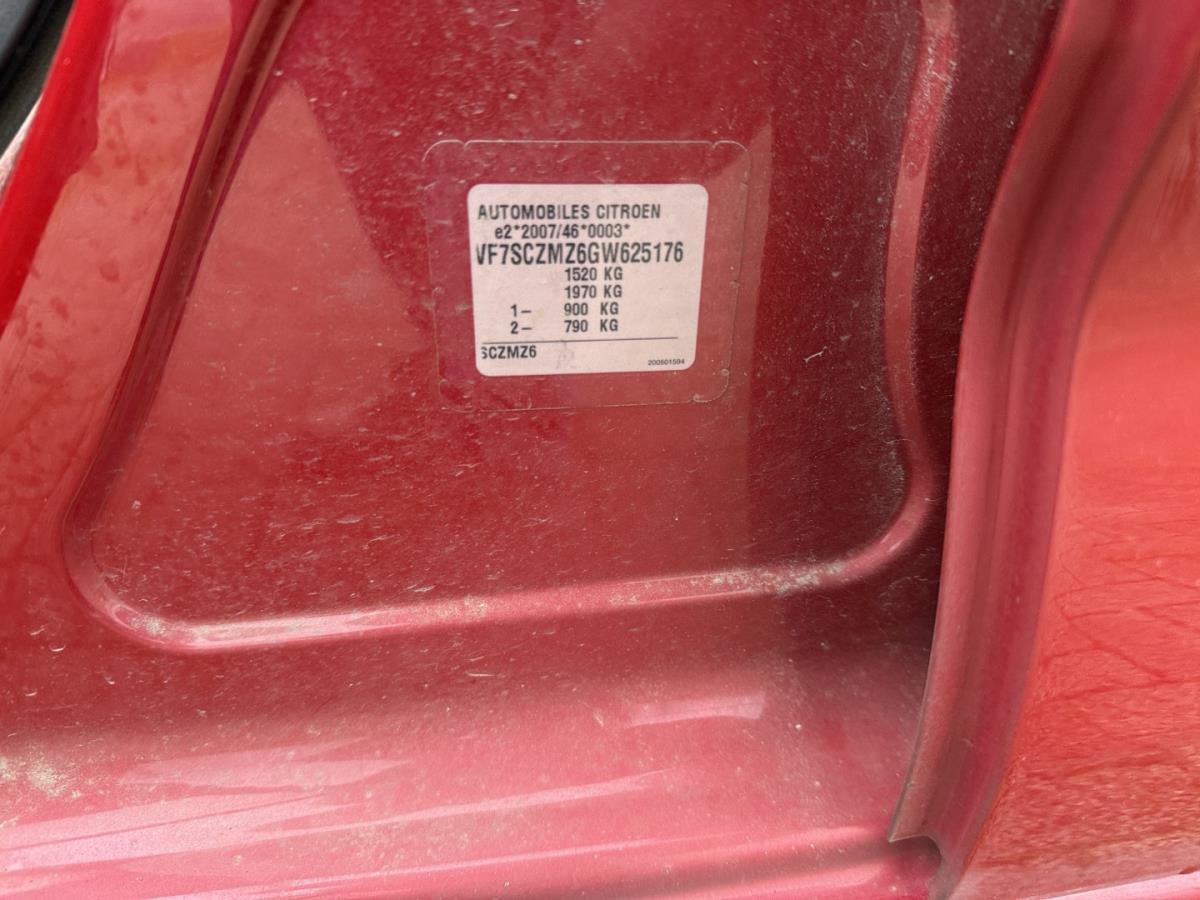 AUTOMOBILES CITROEN
e2*2007/46*0003*
VF7SCZMZ6GW625176
1520 KG
1970 KG
1– 900 KG
2– 790 KG
SCZMZ6
200501594